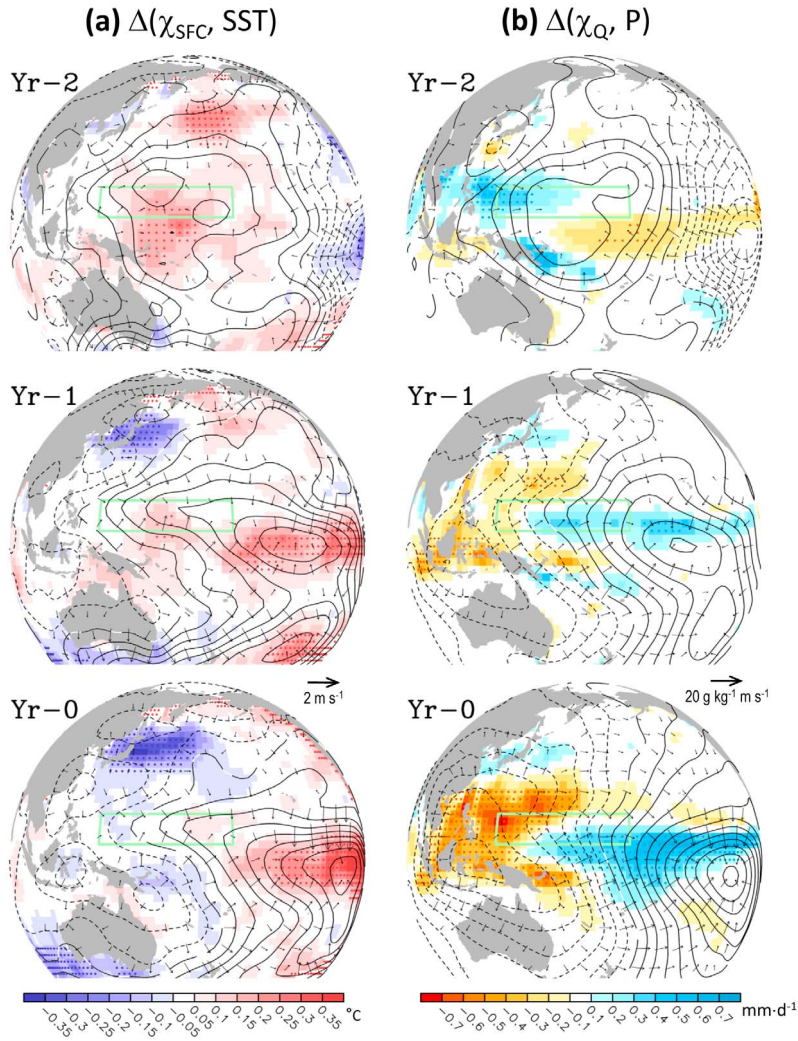 (a) Δ(χSFC, SST) (b) Δ(χQ, P)
Yr-2 Yr-2
Yr-1 Yr-1
2 m s-1 20 g kg-1 m s-1
Yr-0 Yr-0
-0.35 -0.3 -0.25 -0.2 -0.15 -0.1 -0.05 0.05 0.1 0.15 0.2 0.25 0.3 0.35 °C
-0.7 -0.6 -0.5 -0.4 -0.3 -0.2 -0.1 0.1 0.2 0.3 0.4 0.5 0.6 0.7 mm·d-1